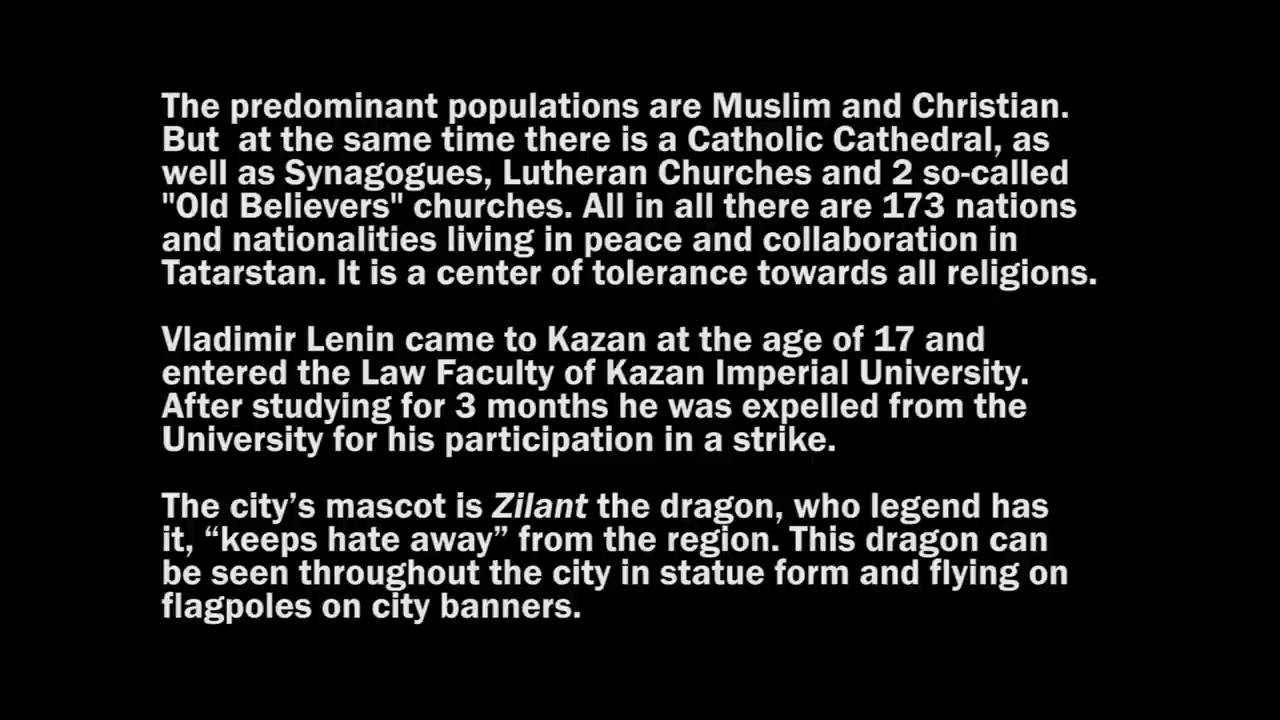 The predominant populations are Muslim and Christian.
But  at the same time there is a Catholic Cathedral, as
well as Synagogues, Lutheran Churches and 2 so-called
"Old Believers" churches. All in all there are 173 nations
and nationalities living in peace and collaboration in
Tatarstan. It is a center of tolerance towards all religions.
Vladimir Lenin came to Kazan at the age of 17 and
entered the Law Faculty of Kazan Imperial University.
After studying for 3 months he was expelled from the
University for his participation in a strike.
The city’s mascot is Zilant the dragon, who legend has
it, “keeps hate away” from the region. This dragon can
be seen throughout the city in statue form and flying on
flagpoles on city banners.